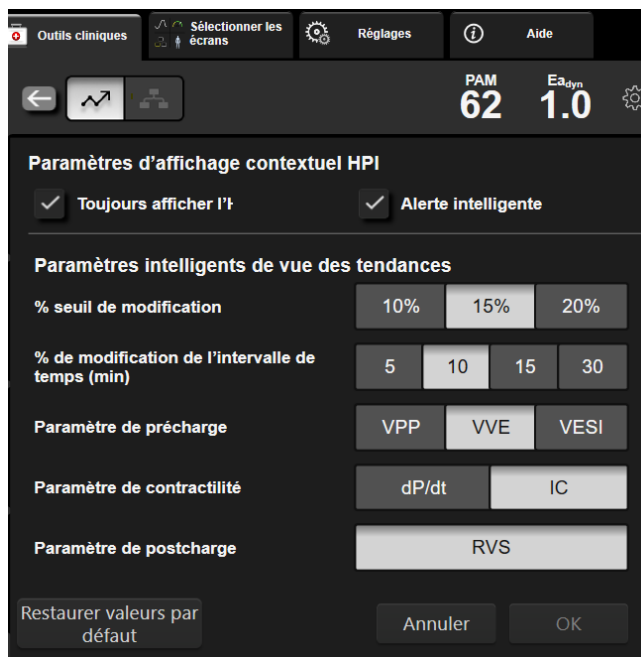 Outils cliniques
Sélectionner les
écrans
Réglages
Aide
PAM
62
Ea_dyn
1.0
Paramètres d'affichage contextuel HPI
Toujours afficher l'H
Alerte intelligente
Paramètres intelligents de vue des tendances
% seuil de modification
10% 15% 20%
% de modification de l'intervalle de
temps (min)
5 10 15 30
Paramètre de précharge
VPP VVE VESI
Paramètre de contractilité
dP/dt IC
Paramètre de postcharge
RVS
Restaurer valeurs par
défaut
Annuler
OK